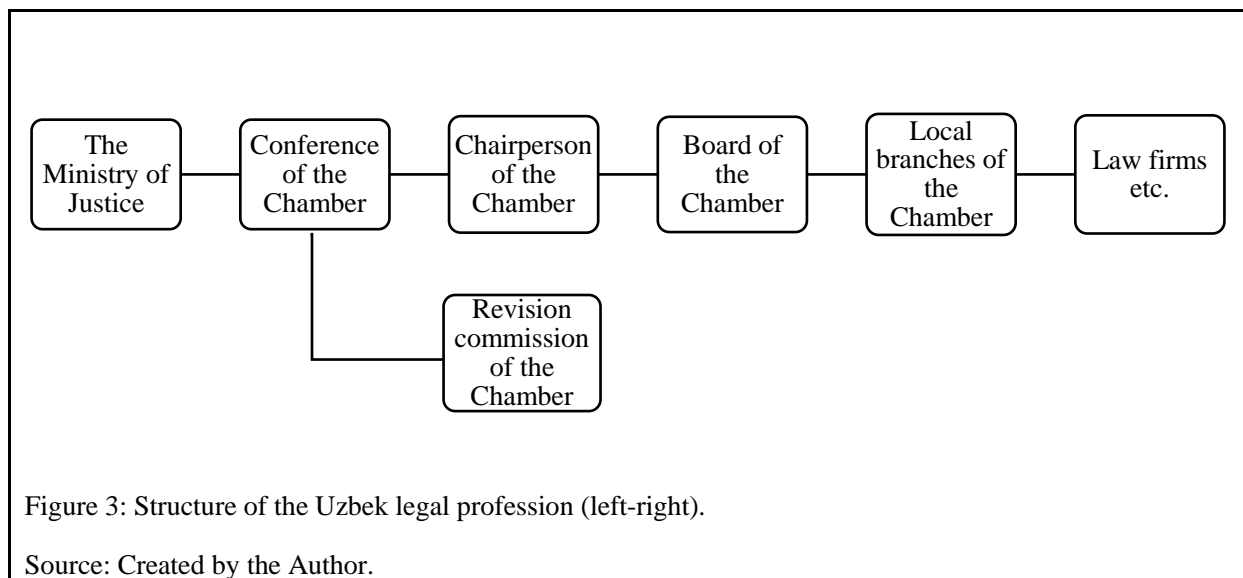 The
Ministry of
Justice
Conference
of the
Chamber
Chairperson
of the
Chamber
Board of
the
Chamber
Local
branches of
the
Chamber
Law firms
etc.
Revision
commission
of the
Chamber
Figure 3: Structure of the Uzbek legal profession (left-right).
Source: Created by the Author.